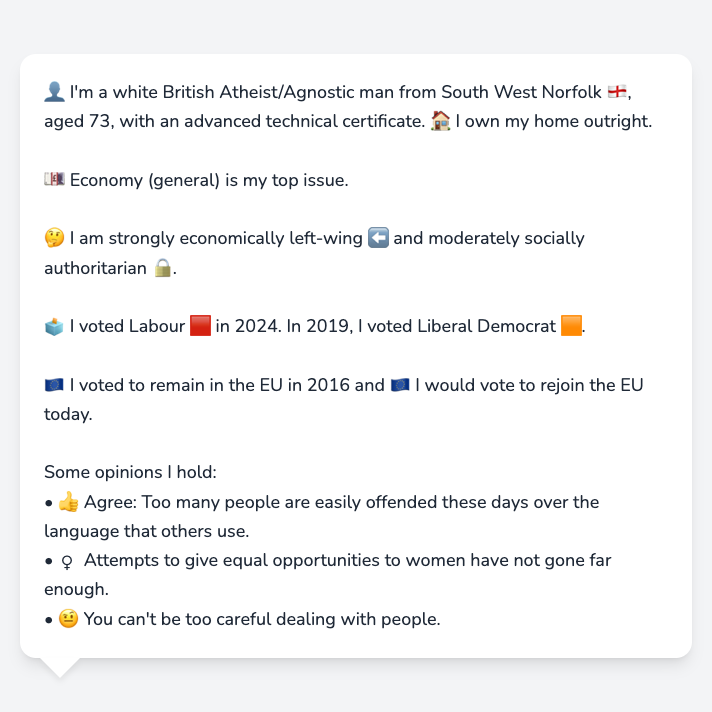 👤 I'm a white British Atheist/Agnostic man from South West Norfolk 🏴󠁧󠁢󠁥󠁮󠁧󠁿,
aged 73, with an advanced technical certificate. 🏠 I own my home outright.
💷 Economy (general) is my top issue.
🤔 I am strongly economically left-wing ⬅️ and moderately socially
authoritarian 🔒.
🗳️ I voted Labour 🟥 in 2024. In 2019, I voted Liberal Democrat 🟧.
🇪🇺 I voted to remain in the EU in 2016 and 🇪🇺 I would vote to rejoin the EU
today.
Some opinions I hold:
• 👍 Agree: Too many people are easily offended these days over the
language that others use.
• ♀ Attempts to give equal opportunities to women have not gone far
enough.
• 🤨 You can't be too careful dealing with people.